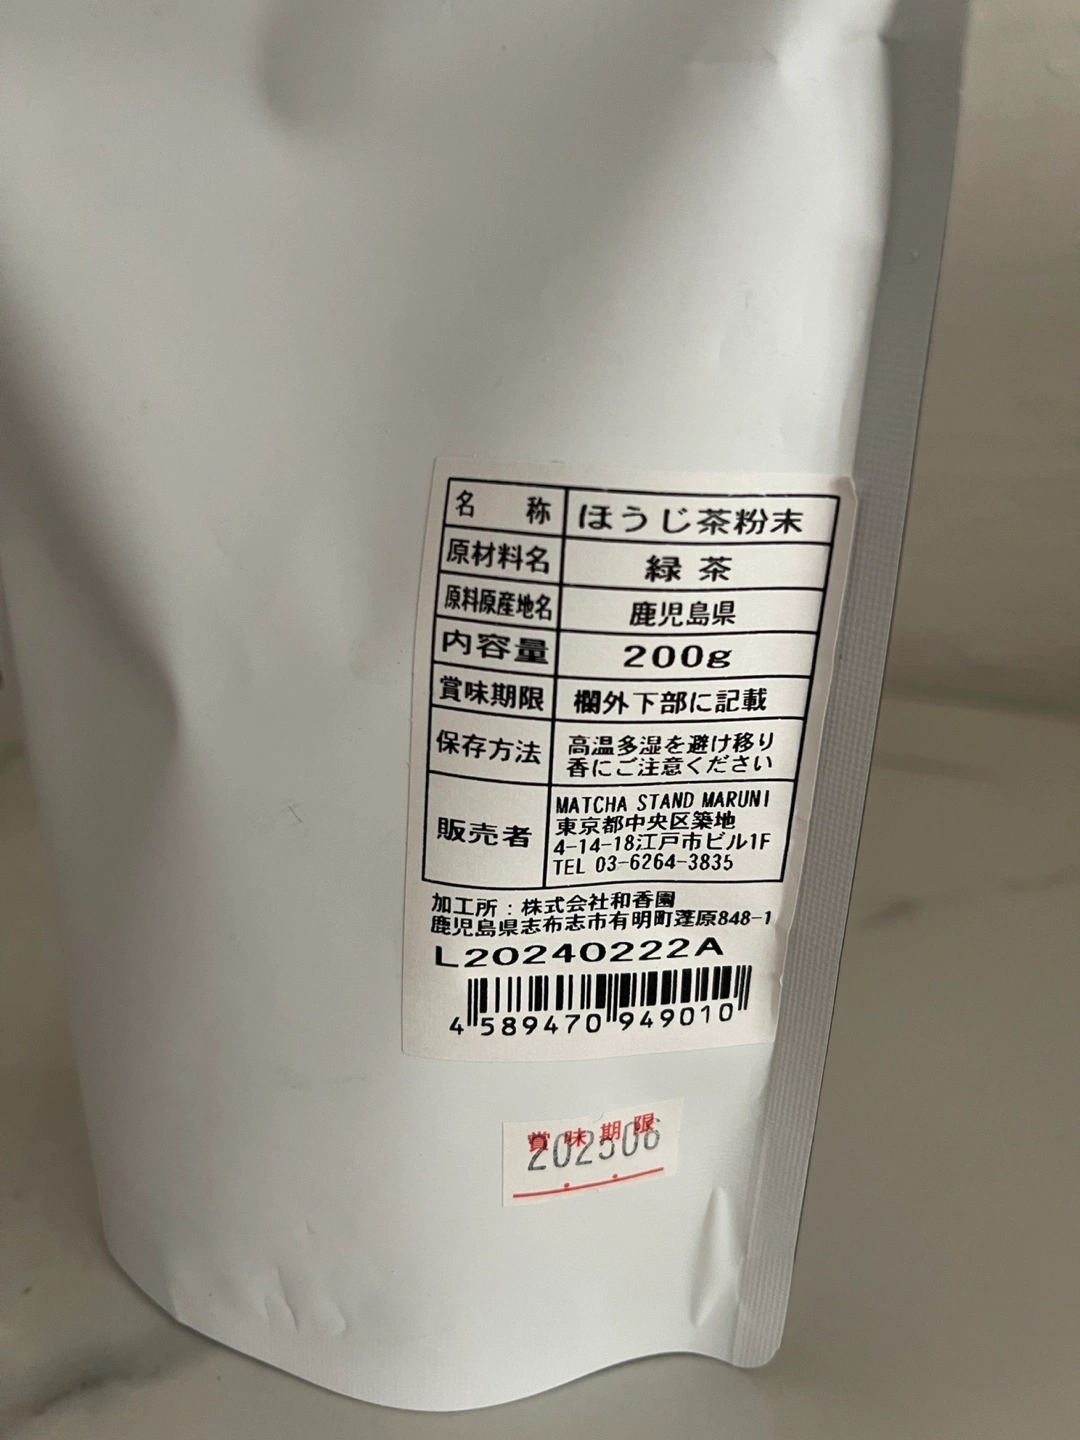 名　称 ほうじ茶粉末
原材料名 緑 茶
原料原産地名 鹿児島県
内容量 200g
賞味期限 欄外下部に記載
保存方法 高温多湿を避け移り
香にご注意ください
販売者 MATCHA STAND MARUNI
東京都中央区築地
4-14-18江戸市ビル1F
TEL 03-6264-3835
加工所：株式会社和香園
鹿児島県志布志市有明町蓬原848-1
L20240222A
4 589470 949010
賞味期限
202506